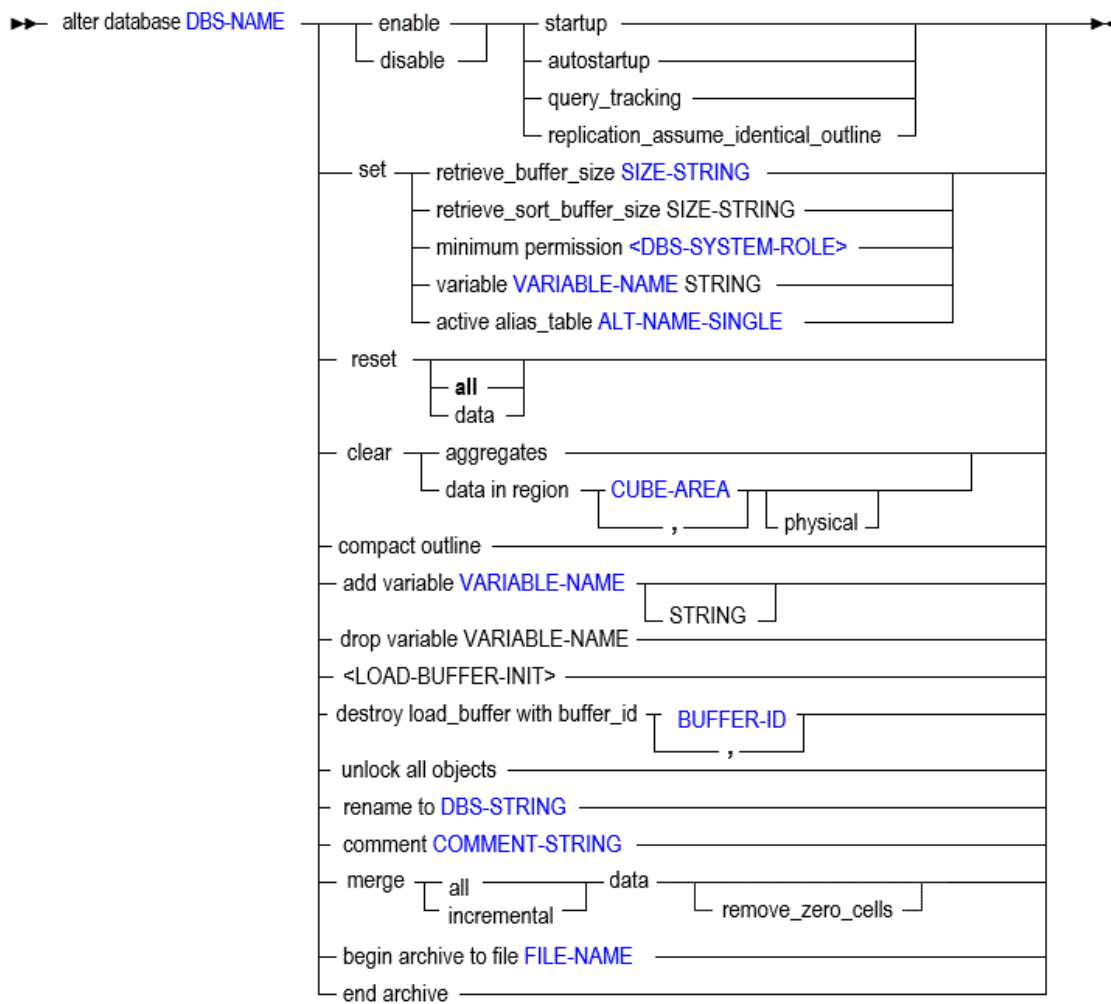 alter database DBS-NAME enable startup
disable autostartup
query_tracking
replication_assume_identical_outline
set retrieve_buffer_size SIZE-STRING
retrieve_sort_buffer_size SIZE-STRING
minimum permission <DBS-SYSTEM-ROLE>
variable VARIABLE-NAME STRING
active alias_table ALT-NAME-SINGLE
reset
all
data
clear aggregates
data in region CUBE-AREA
, physical
compact outline
add variable VARIABLE-NAME
STRING
drop variable VARIABLE-NAME
<LOAD-BUFFER-INIT>
destroy load_buffer with buffer_id BUFFER-ID
,
unlock all objects
rename to DBS-STRING
comment COMMENT-STRING
merge all data
incremental remove_zero_cells
begin archive to file FILE-NAME
end archive